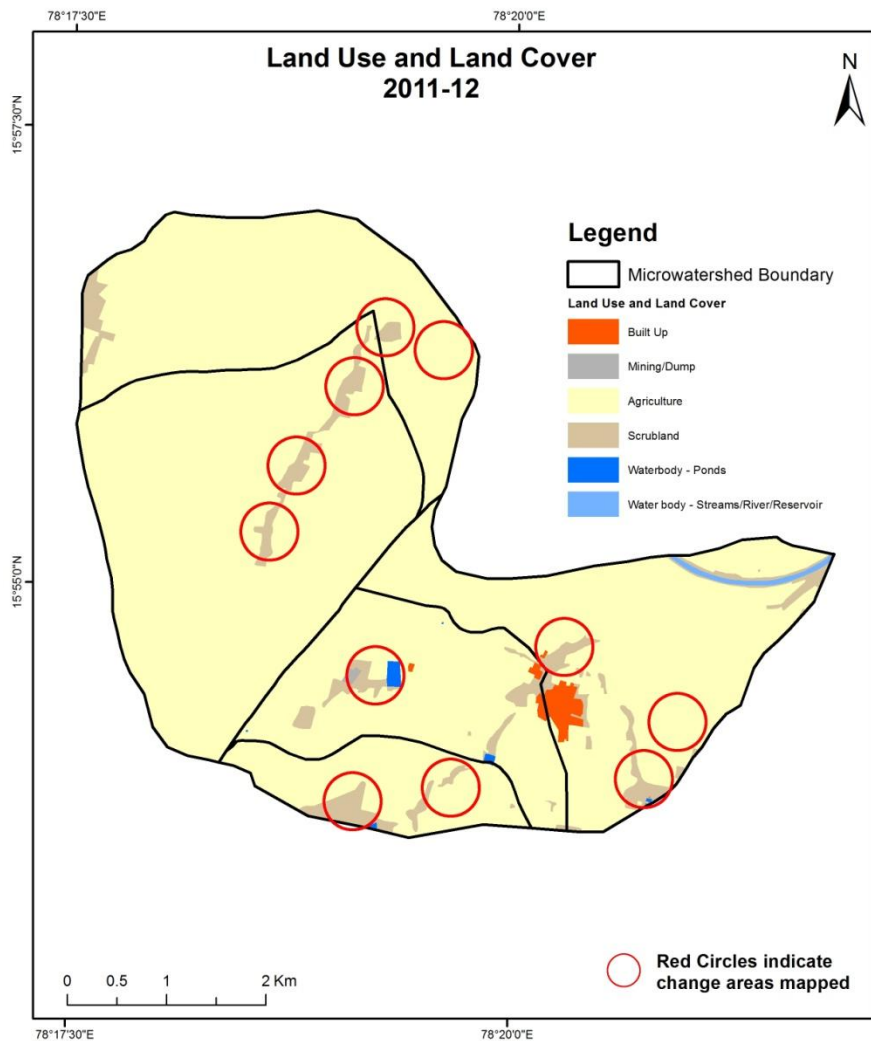 78°17'30"E 78°20'0"E
Land Use and Land Cover
2011-12
N
15°57'30"N
Legend
Microwatershed Boundary
Land Use and Land Cover
Built Up
Mining/Dump
Agriculture
Scrubland
Waterbody - Ponds
Water body - Streams/River/Reservoir
15°55'0"N
0 0.5 1 2 Km
Red Circles indicate
change areas mapped
78°17'30"E 78°20'0"E